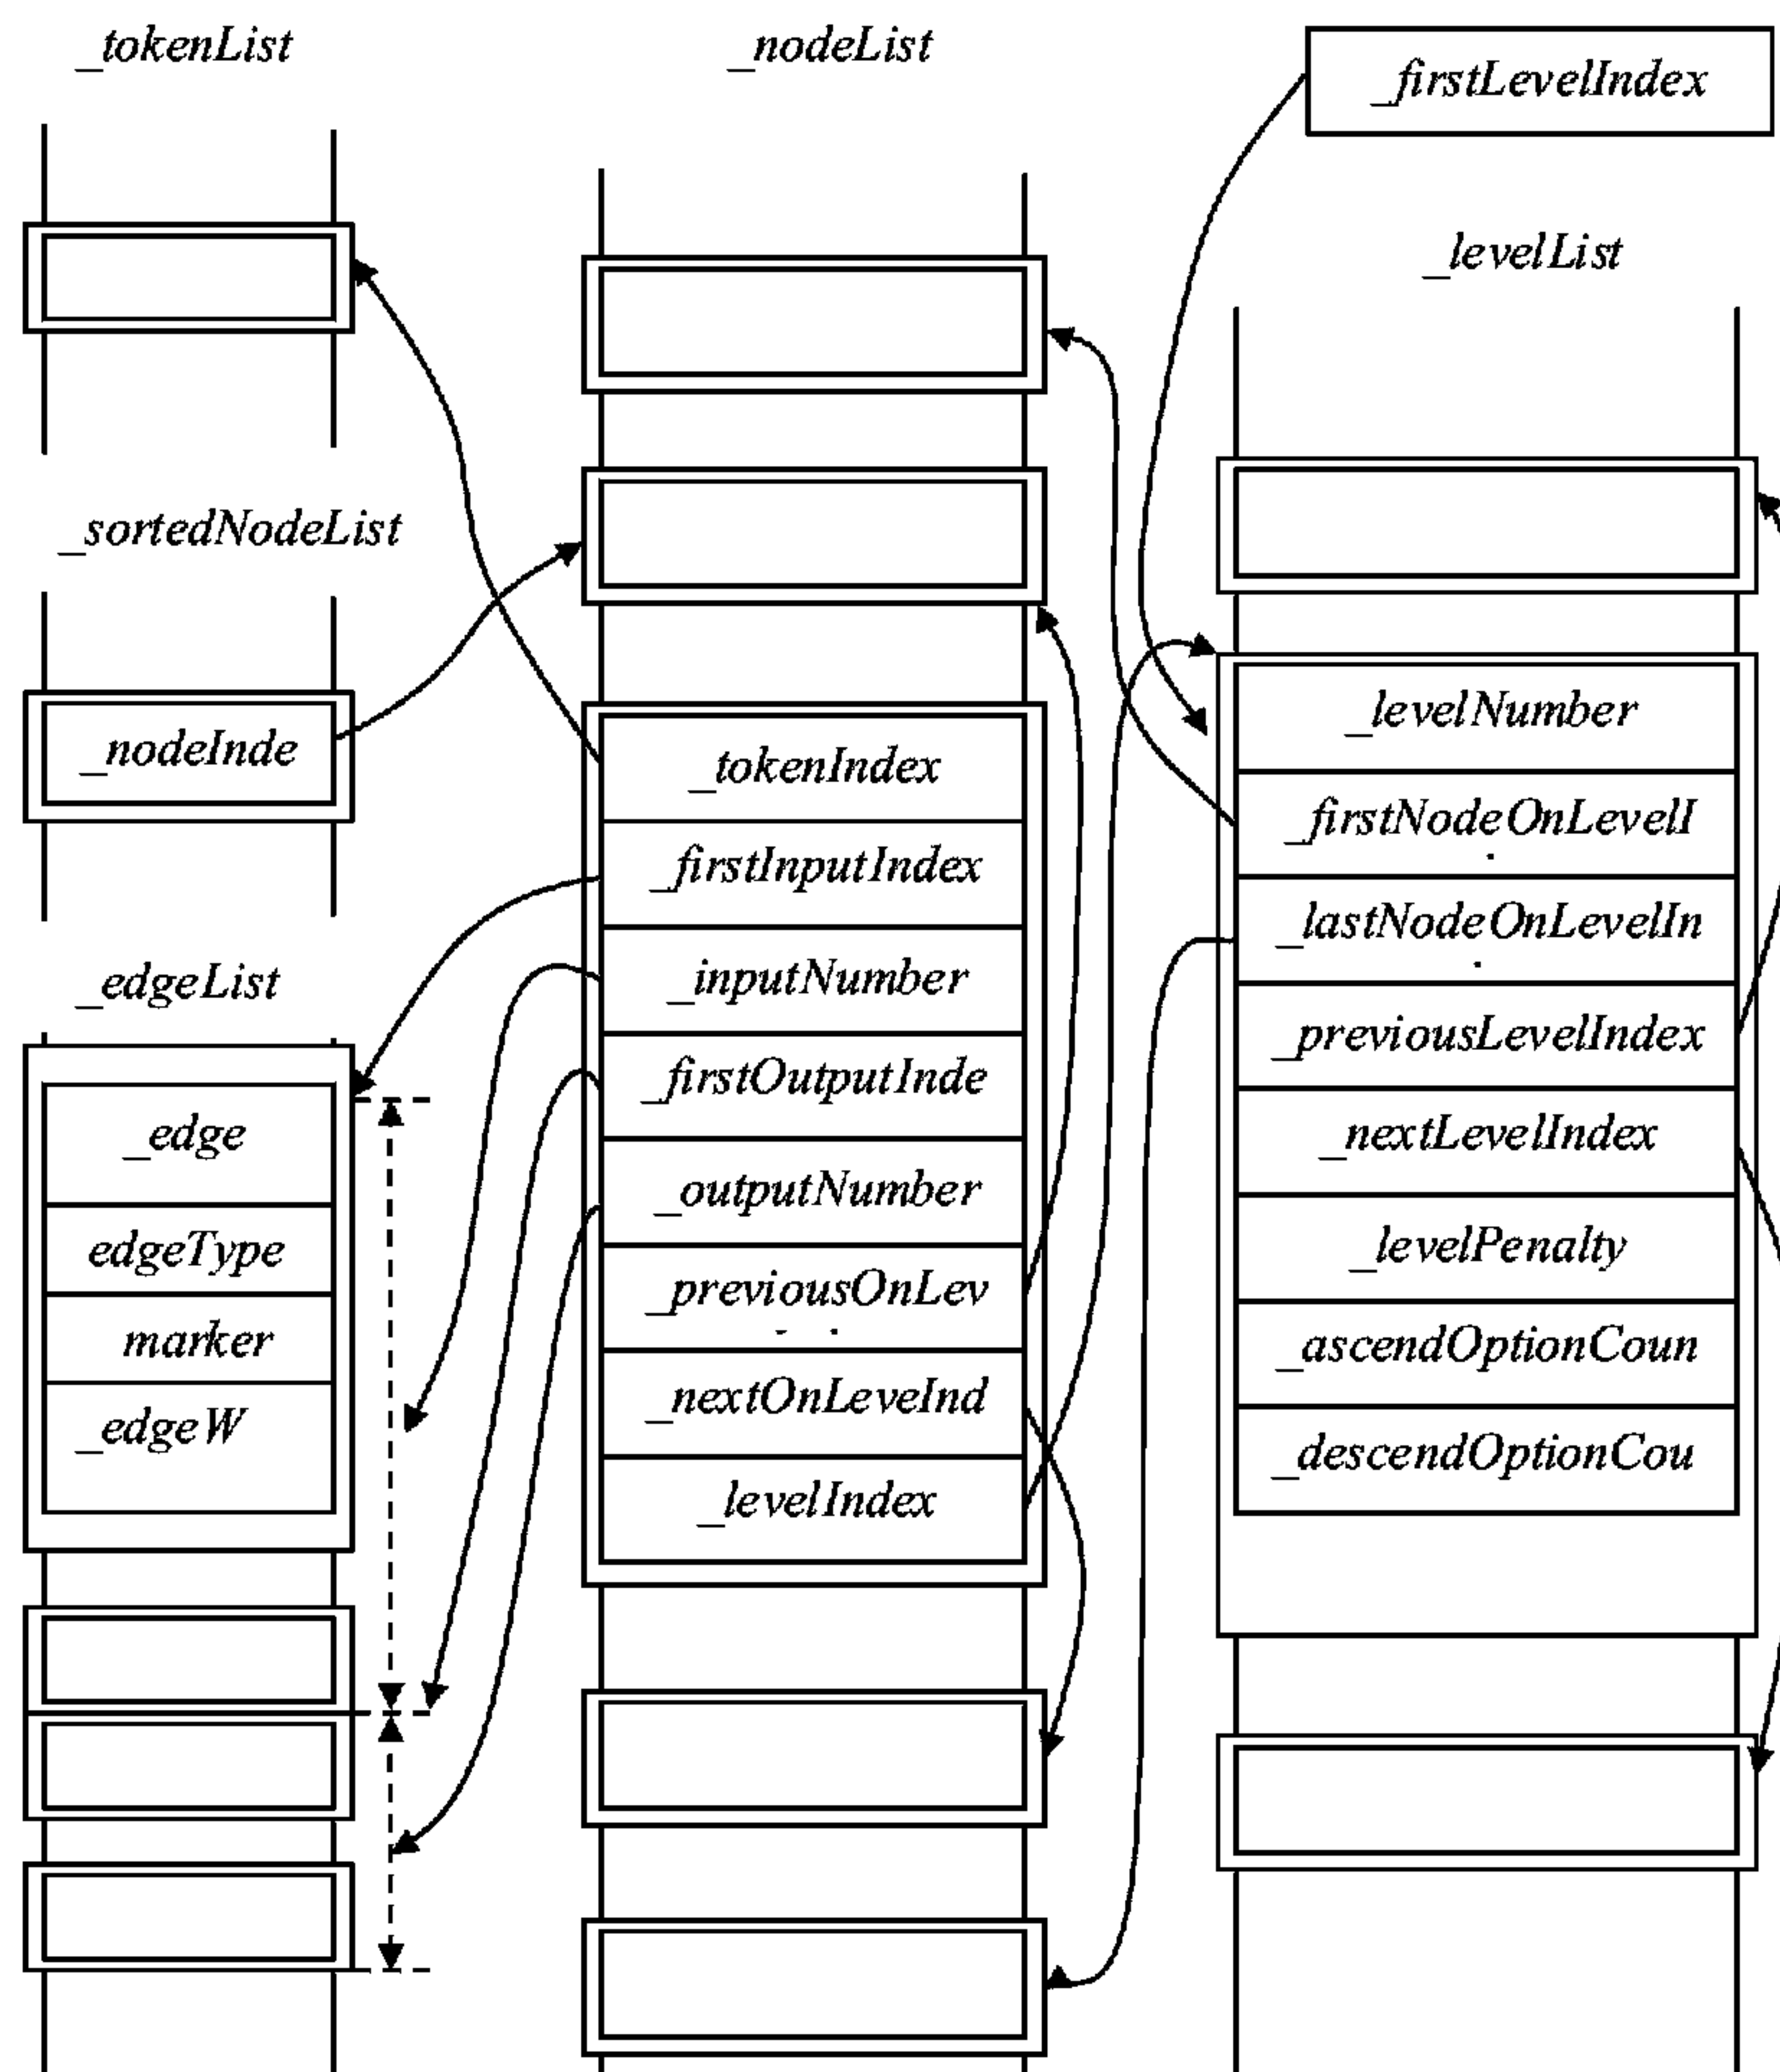 _tokenList
_sortedNodeList
_nodeInde
_edgeList
_edge
edgeType
marker
_edgeW
_nodeList
_tokenIndex
_firstInputIndex
_inputNumber
_firstOutputInde
_outputNumber
_previousOnLev
_nextOnLeveInd
_levelIndex
_firstLevelIndex
_levelList
_levelNumber
_firstNodeOnLevelI
_lastNodeOnLevelIn
_previousLevelIndex
_nextLevelIndex
_levelPenalty
_ascendOptionCoun
_descendOptionCou